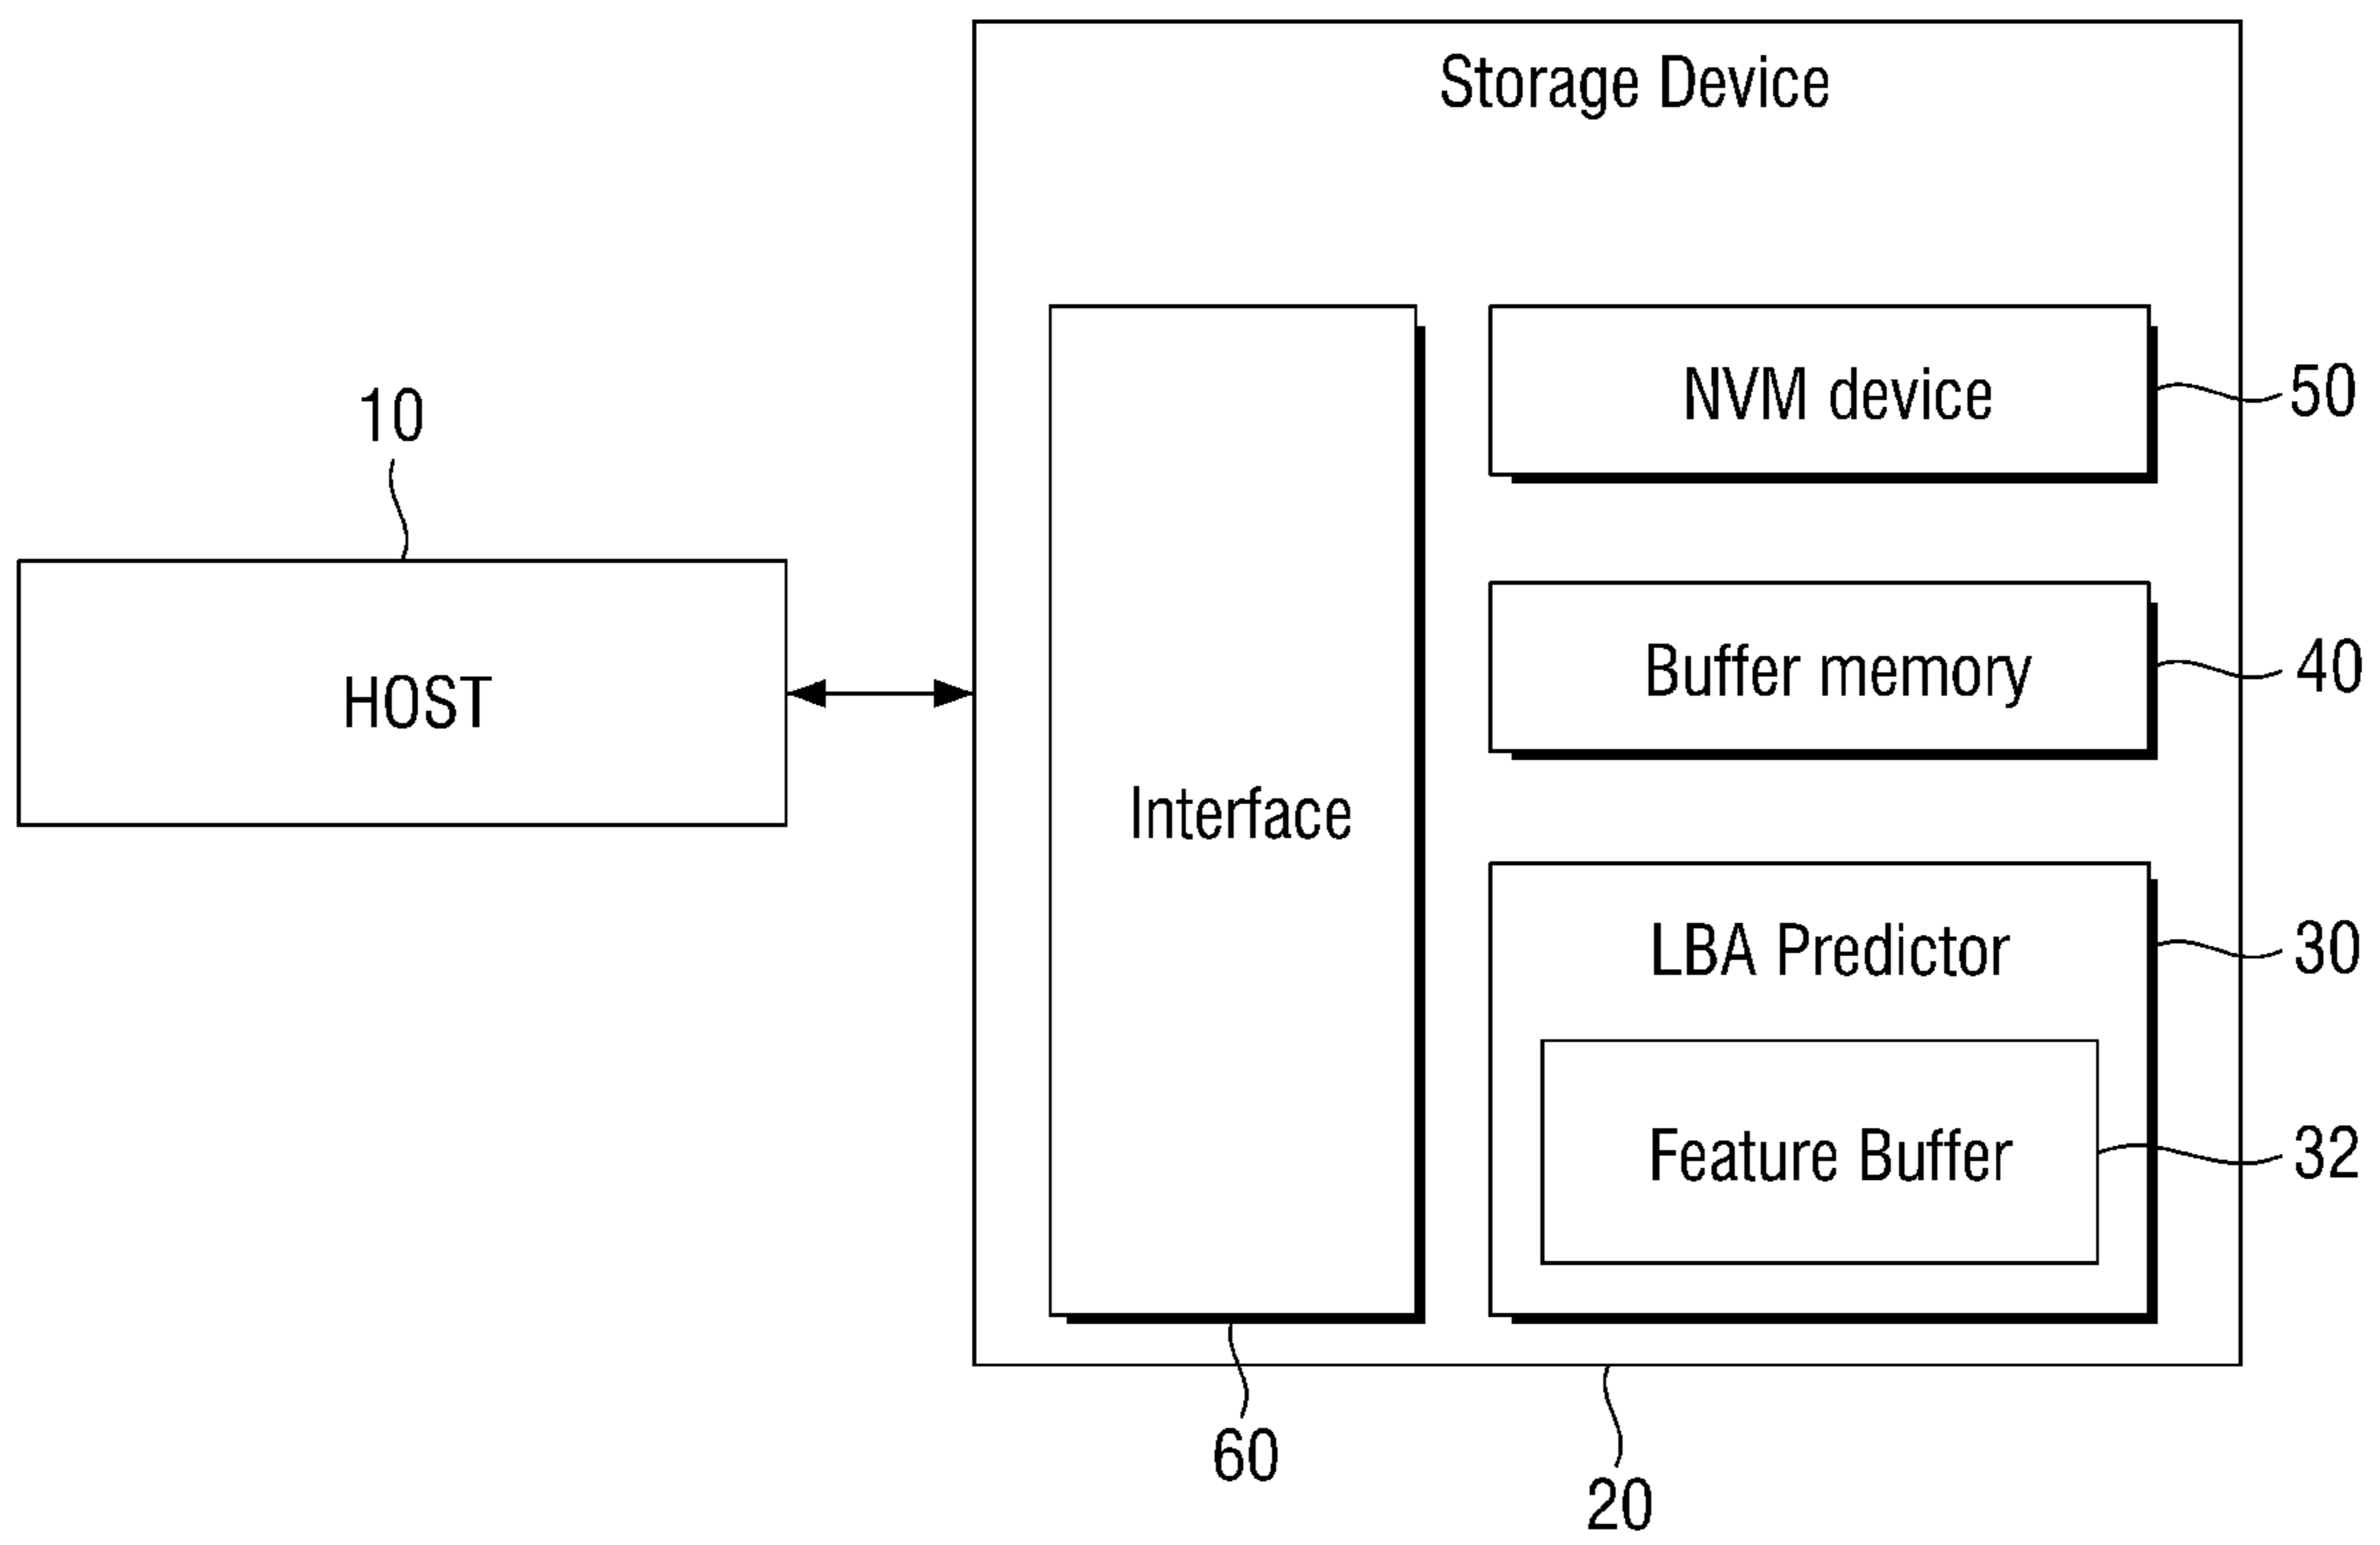 Storage Device
10
HOST
Interface
NVM device
50
Buffer memory
40
LBA Predictor
30
Feature Buffer
32
60
20